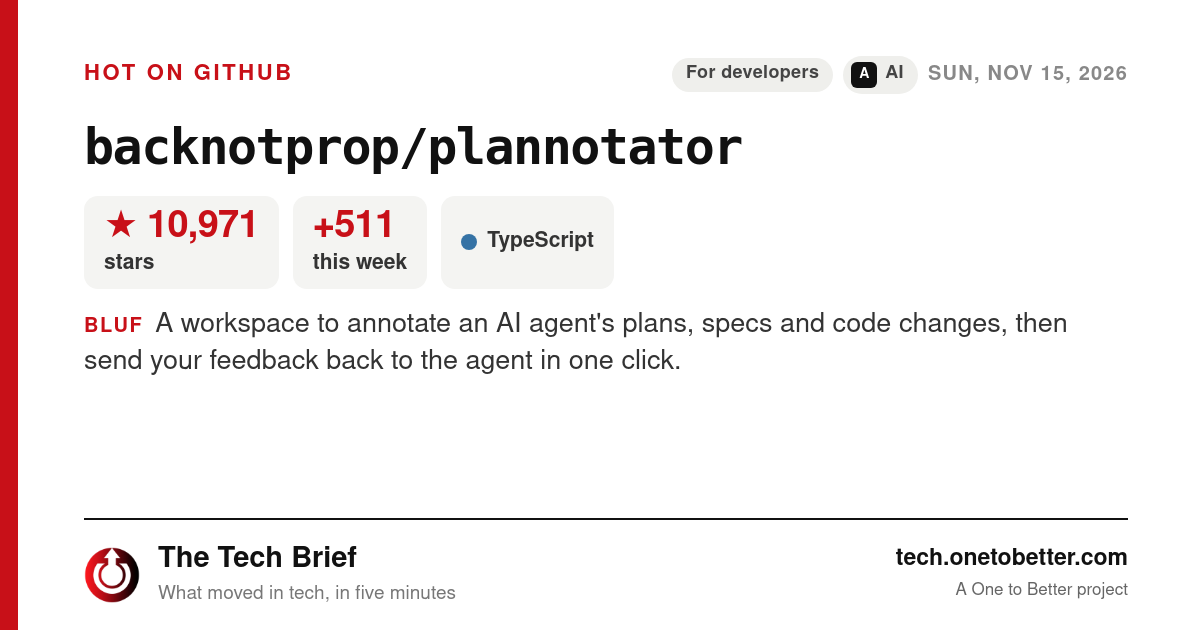 HOT ON GITHUB
For developers
A AI
SUN, NOV 15, 2026
backnotprop/plannotator
★ 10,971
stars
+511
this week
TypeScript
BLUF A workspace to annotate an AI agent's plans, specs and code changes, then
send your feedback back to the agent in one click.
The Tech Brief
What moved in tech, in five minutes
tech.onetobetter.com
A One to Better project